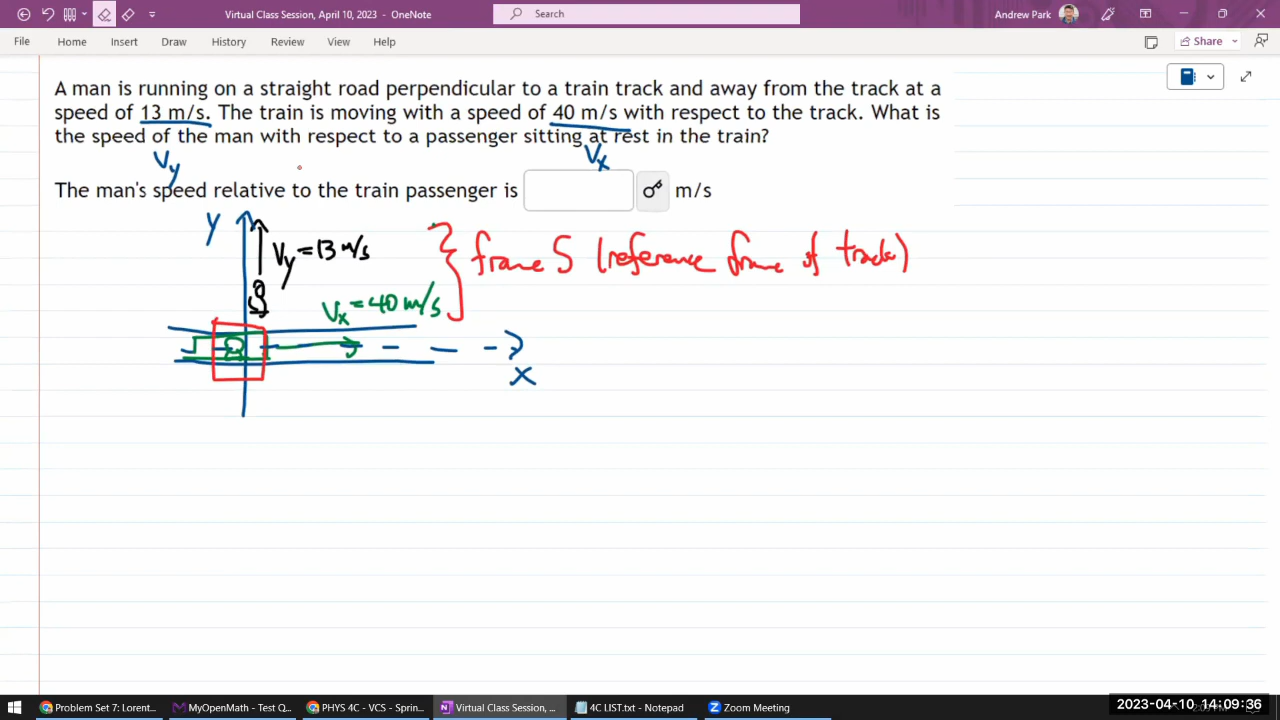 Virtual Class Session, April 10, 2023 - OneNote
Search
Andrew Park
File Home Insert Draw History Review View Help
Share
A man is running on a straight road perpendicular to a train track and away from the track at a
speed of 13 m/s. The train is moving with a speed of 40 m/s with respect to the track. What is
the speed of the man with respect to a passenger sitting at rest in the train?
Vy Vx
The man's speed relative to the train passenger is m/s
y
Vy = 13 m/s
frame S (reference frame of track)
Vx = 40 m/s
x
Problem Set 7: Lorent...
MyOpenMath - Test Q...
PHYS 4C - VCS - Sprin...
Virtual Class Session, ...
4C LIST.txt - Notepad
Zoom Meeting
2023-04-10 14:09:36